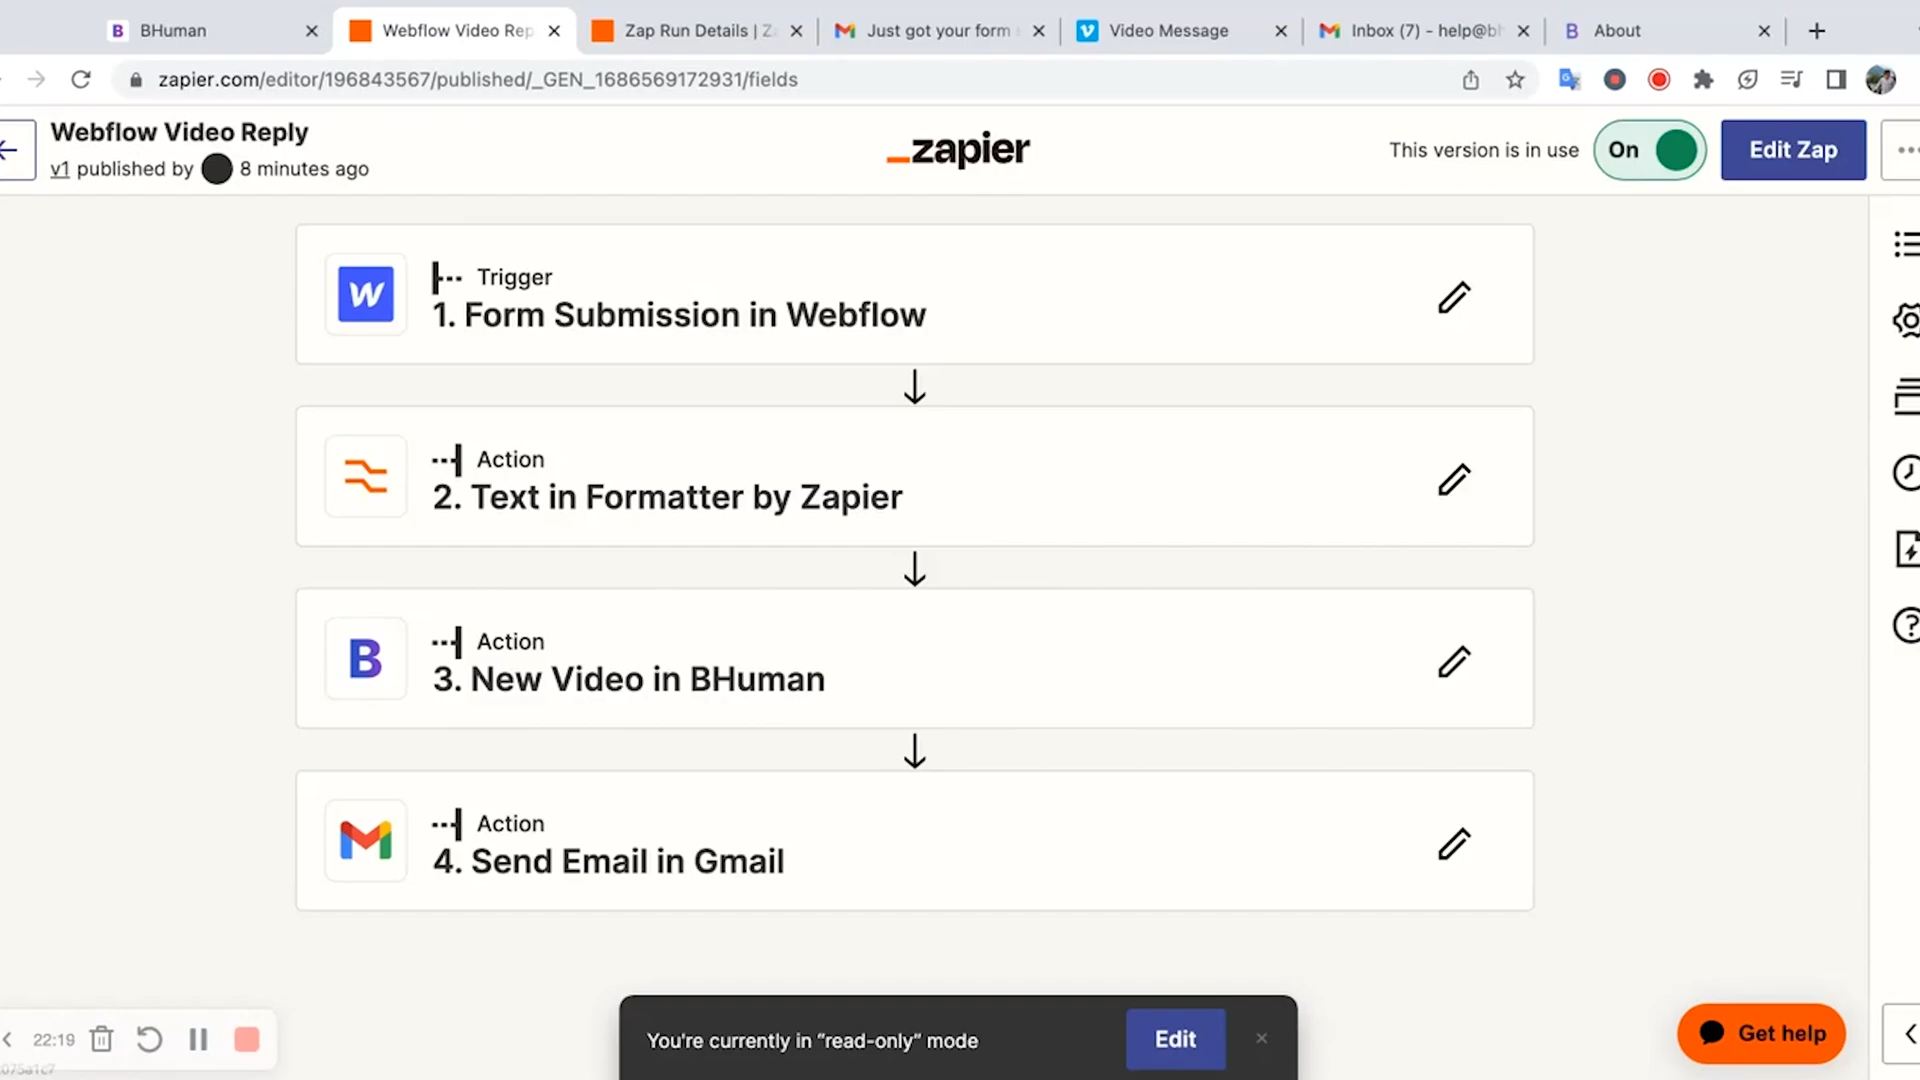 BHuman
Webflow Video Rep
Zap Run Details | Z
Just got your form
Video Message
Inbox (7) - help@bh
About
zapier.com/editor/196843567/published/_GEN_1686569172931/fields
Webflow Video Reply
v1 published by 8 minutes ago
zapier
This version is in use
On
Edit Zap
Trigger
1. Form Submission in Webflow
Action
2. Text in Formatter by Zapier
Action
3. New Video in BHuman
Action
4. Send Email in Gmail
22:19
You're currently in “read-only” mode
Edit
Get help
075a1c7